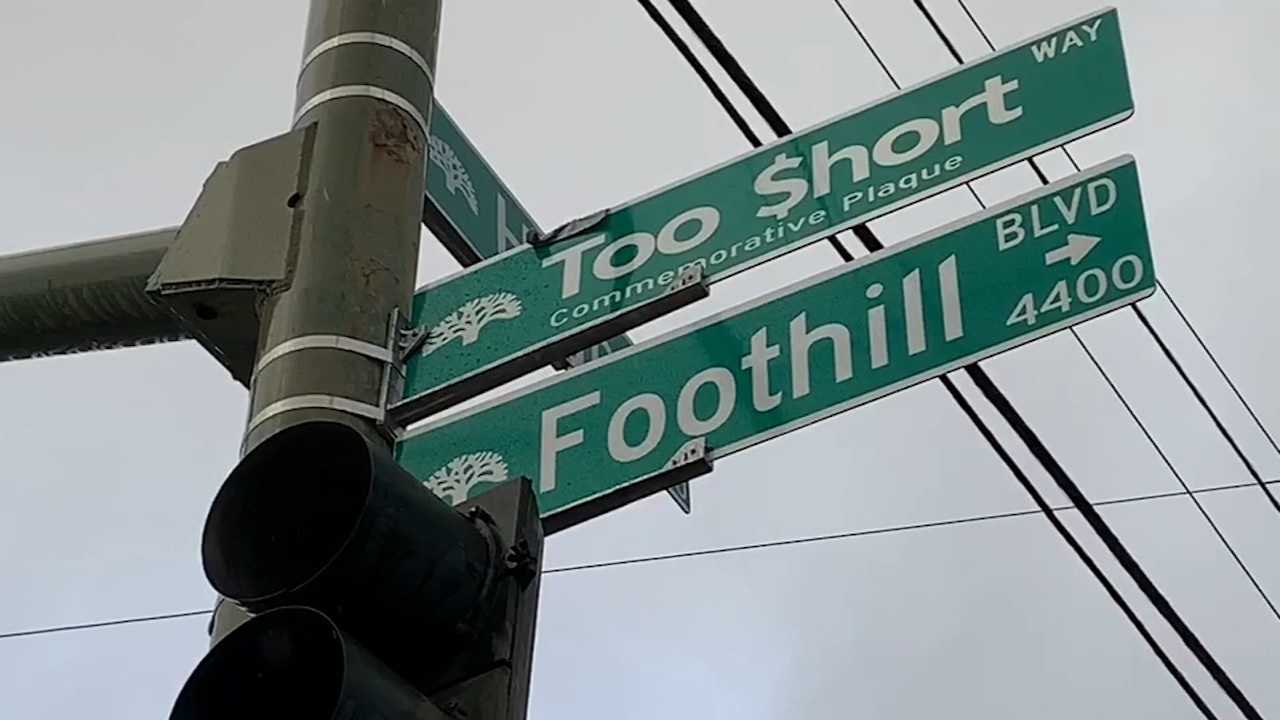 Too $hort WAY
Commemorative Plaque
Foothill BLVD
4400